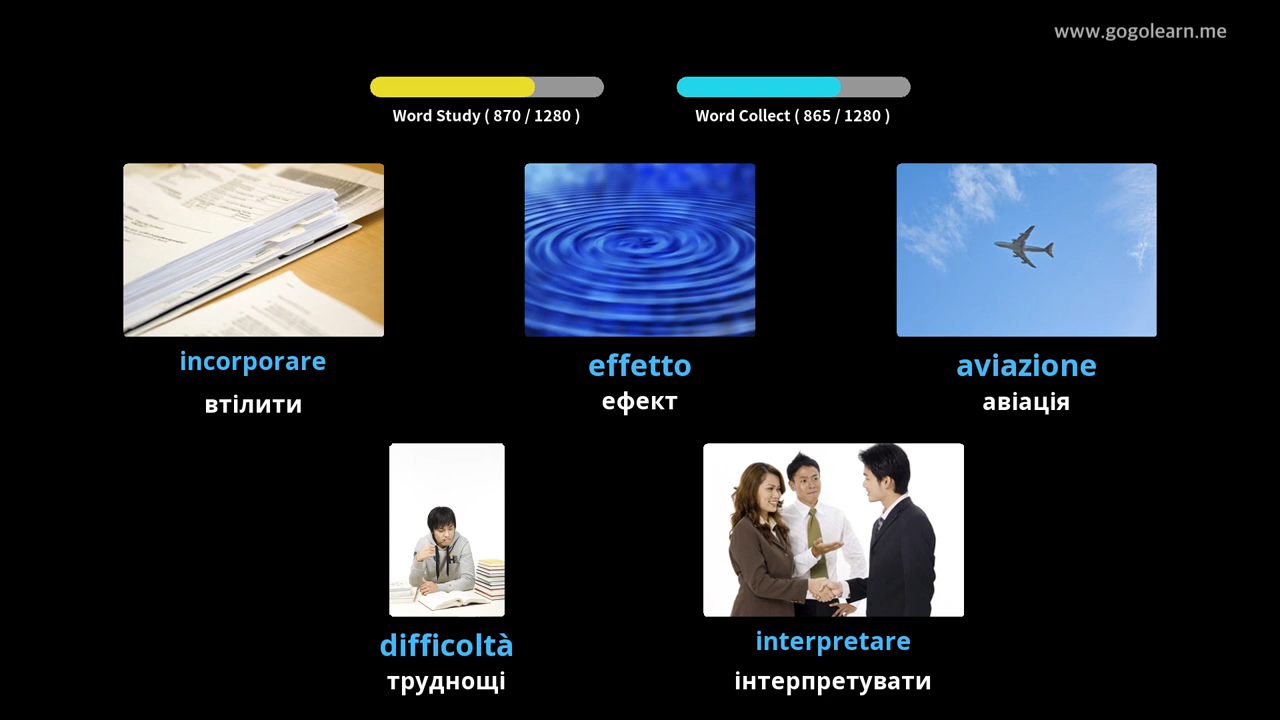 www.gogolearn.me
Word Study ( 870 / 1280 )
Word Collect ( 865 / 1280 )
incorporare
втілити
effetto
ефект
aviazione
авіація
difficoltà
труднощі
interpretare
інтерпретувати